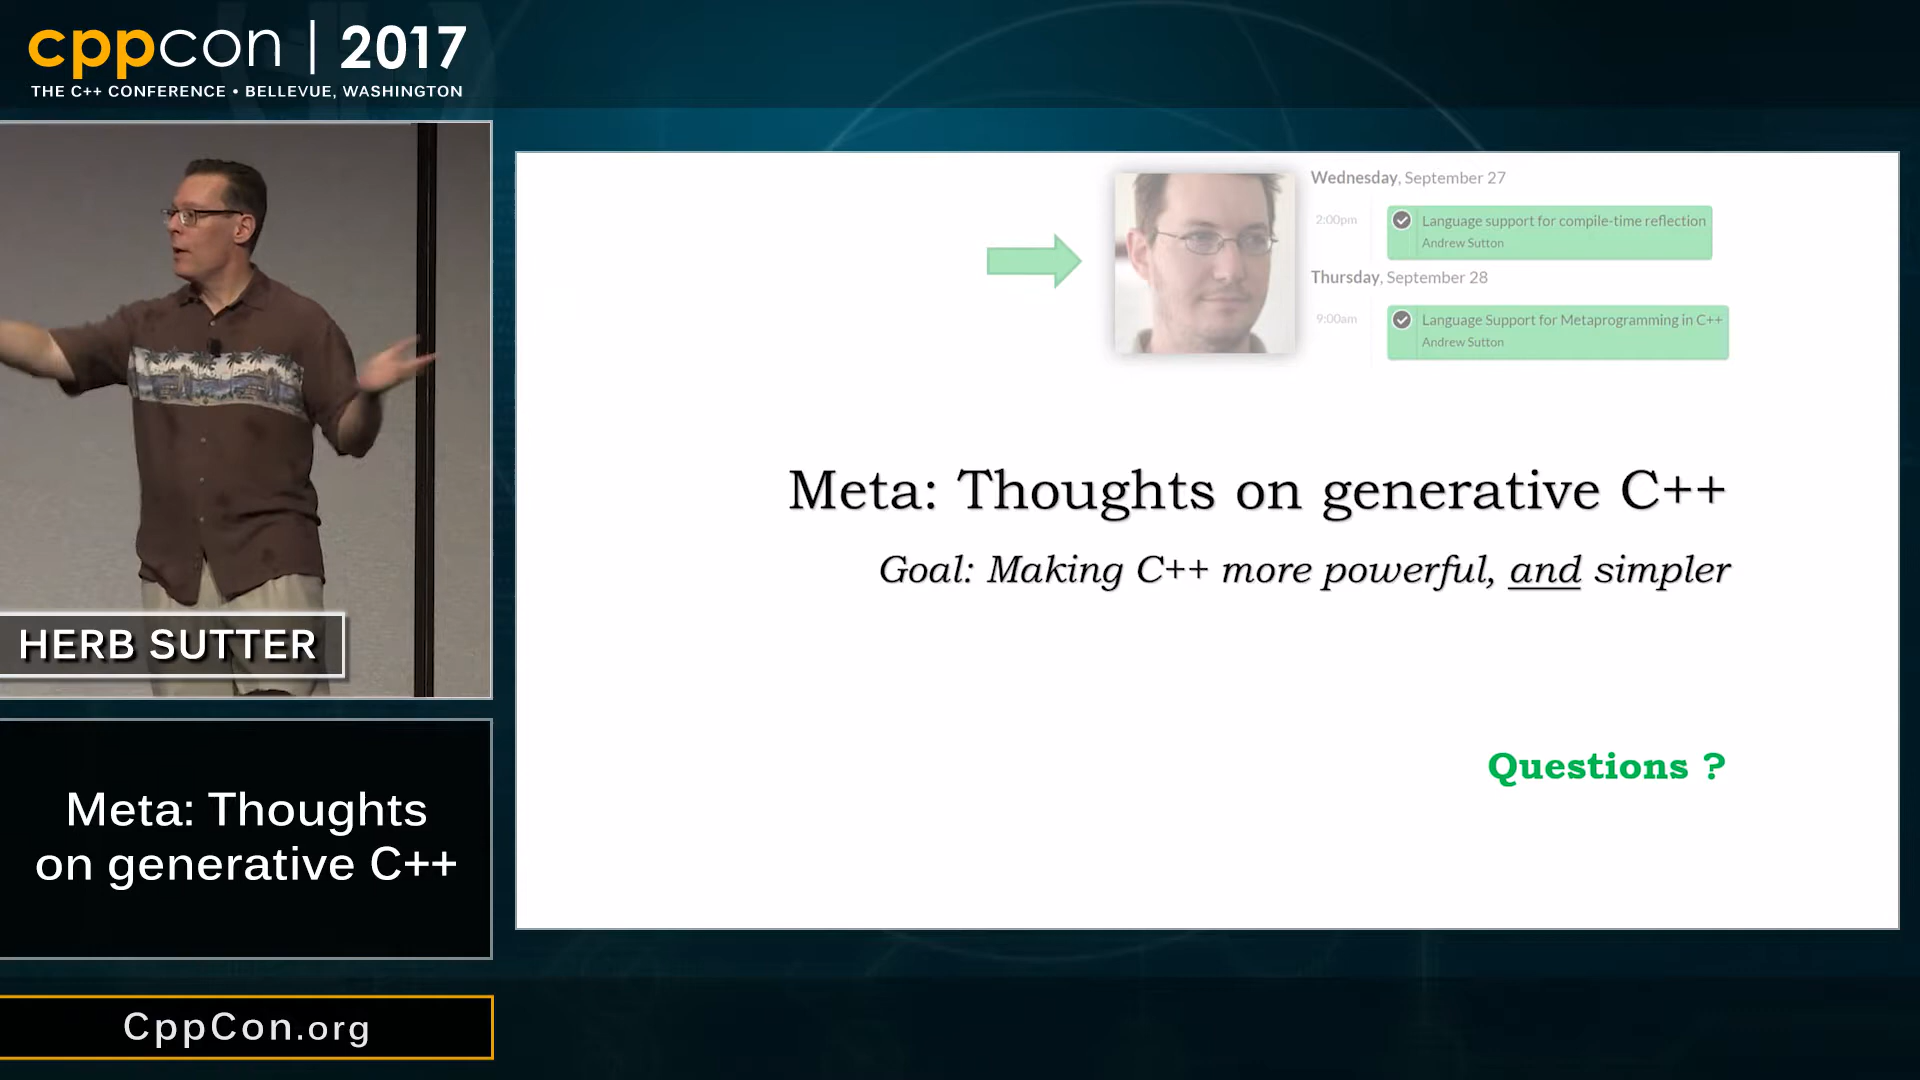 cppcon | 2017
THE C++ CONFERENCE • BELLEVUE, WASHINGTON
HERB SUTTER
Meta: Thoughts
on generative C++
CppCon.org
Wednesday, September 27
2:00pm
Language support for compile-time reflection
Andrew Sutton
Thursday, September 28
9:00am
Language Support for Metaprogramming in C++
Andrew Sutton
Meta: Thoughts on generative C++
Goal: Making C++ more powerful, and simpler
Questions ?